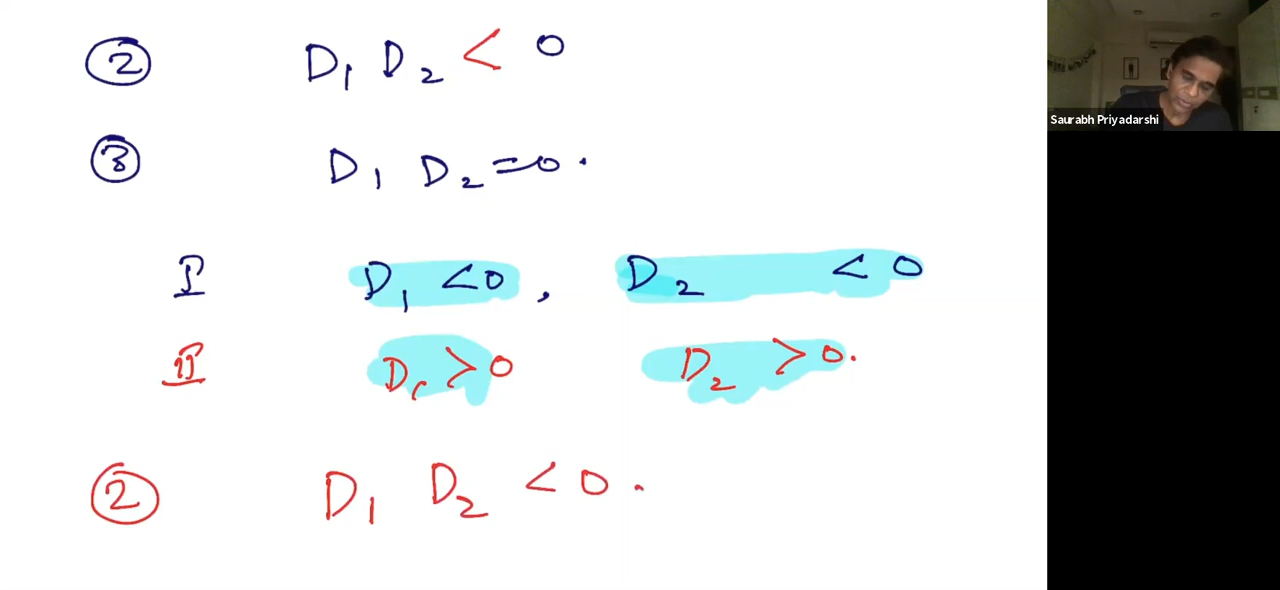 ② D₁ D₂ < 0
Saurabh Priyadarshi
③ D₁ D₂ = 0.
I D₁ < 0 , D₂ < 0
II D₁ > 0 D₂ > 0.
② D₁ D₂ < 0.